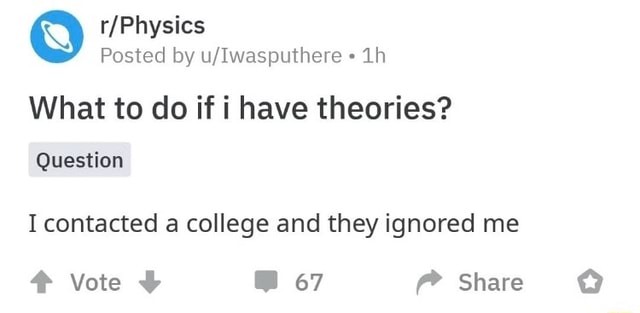 r/Physics
Posted by u/Iwasputhere • 1h
What to do if i have theories?
Question
I contacted a college and they ignored me
Vote 67 Share